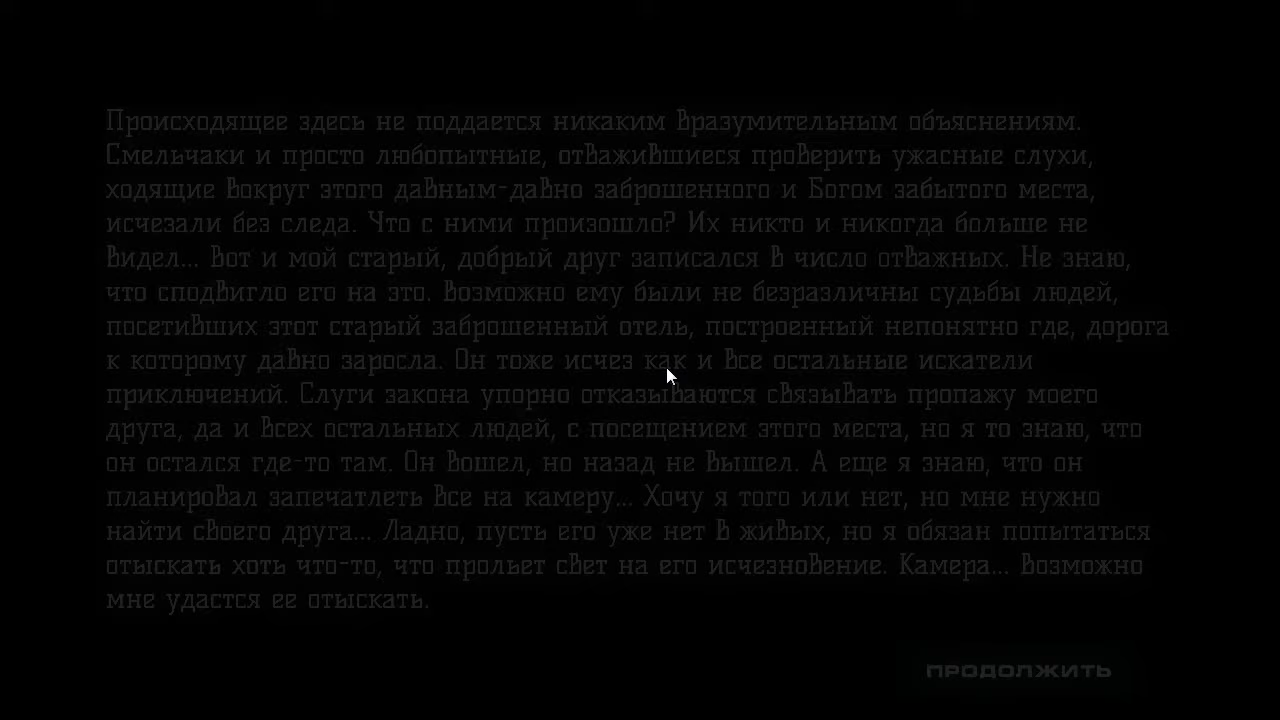 Происходящее здесь не поддается никаким вразумительным объяснениям.
Смельчаки и просто любопытные, отважившиеся проверить ужасные слухи,
ходящие вокруг этого давным-давно заброшенного и Богом забытого места,
исчезали без следа. Что с ними произошло? Их никто и никогда больше не
видел... Вот и мой старый, добрый друг записался в число отважных. Не знаю,
что сподвигло его на это. Возможно ему были не безразличны судьбы людей,
посетивших этот старый заброшенный отель, построенный непонятно где, дорога
к которому давно заросла. Он тоже исчез как и все остальные искатели
приключений. Слуги закона упорно отказываются связывать пропажу моего
друга, да и всех остальных людей, с посещением этого места, но я то знаю, что
он остался где-то там. Он вошел, но назад не вышел. А еще я знаю, что он
планировал запечатлеть все на камеру... Хочу я того или нет, но мне нужно
найти своего друга... Ладно, пусть его уже нет в живых, но я обязан попытаться
отыскать хоть что-то, что прольет свет на его исчезновение. Камера... Возможно
мне удастся ее отыскать.
ПРОДОЛЖИТЬ